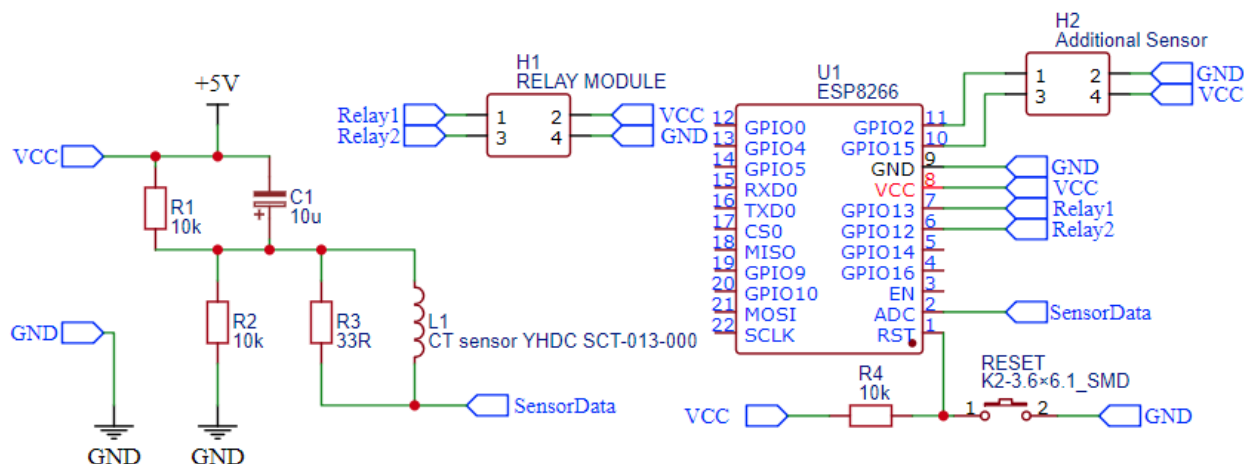 +5V
VCC
R1
10k
C1
10u
+
R2
10k
R3
33R
L1
CT sensor YHDC SCT-013-000
GND
SensorData
GND
GND
H1
RELAY MODULE
Relay1
1
2
VCC
Relay2
3
4
GND
U1
ESP8266
12
GPIO0
13
GPIO4
14
GPIO5
15
RXD0
16
TXD0
17
CS0
18
MISO
19
GPIO9
20
GPIO10
21
MOSI
22
SCLK
GPIO2
11
GPIO15
10
GND
9
GND
VCC
8
VCC
GPIO13
7
Relay1
GPIO12
6
Relay2
GPIO14
5
GPIO16
4
EN
3
ADC
2
SensorData
RST
1
H2
Additional Sensor
1
2
GND
3
4
VCC
RESET
K2-3.6×6.1_SMD
R4
10k
VCC
1
2
GND